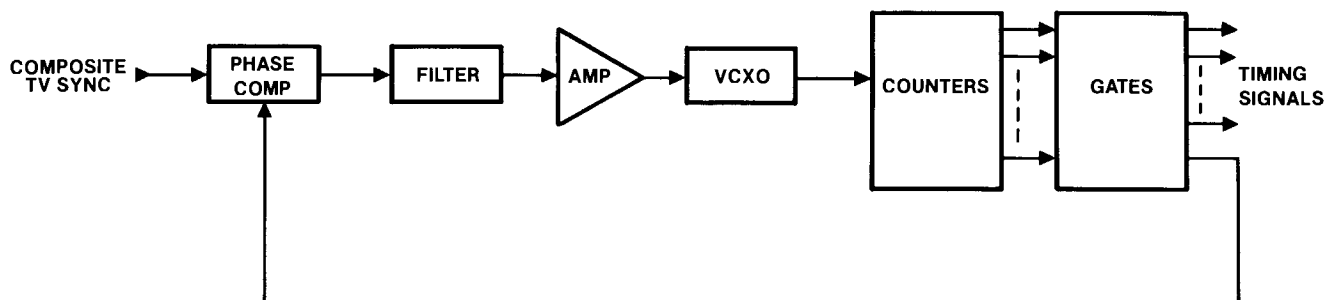 COMPOSITE
TV SYNC
PHASE
COMP
FILTER
AMP
VCXO
COUNTERS
GATES
TIMING
SIGNALS